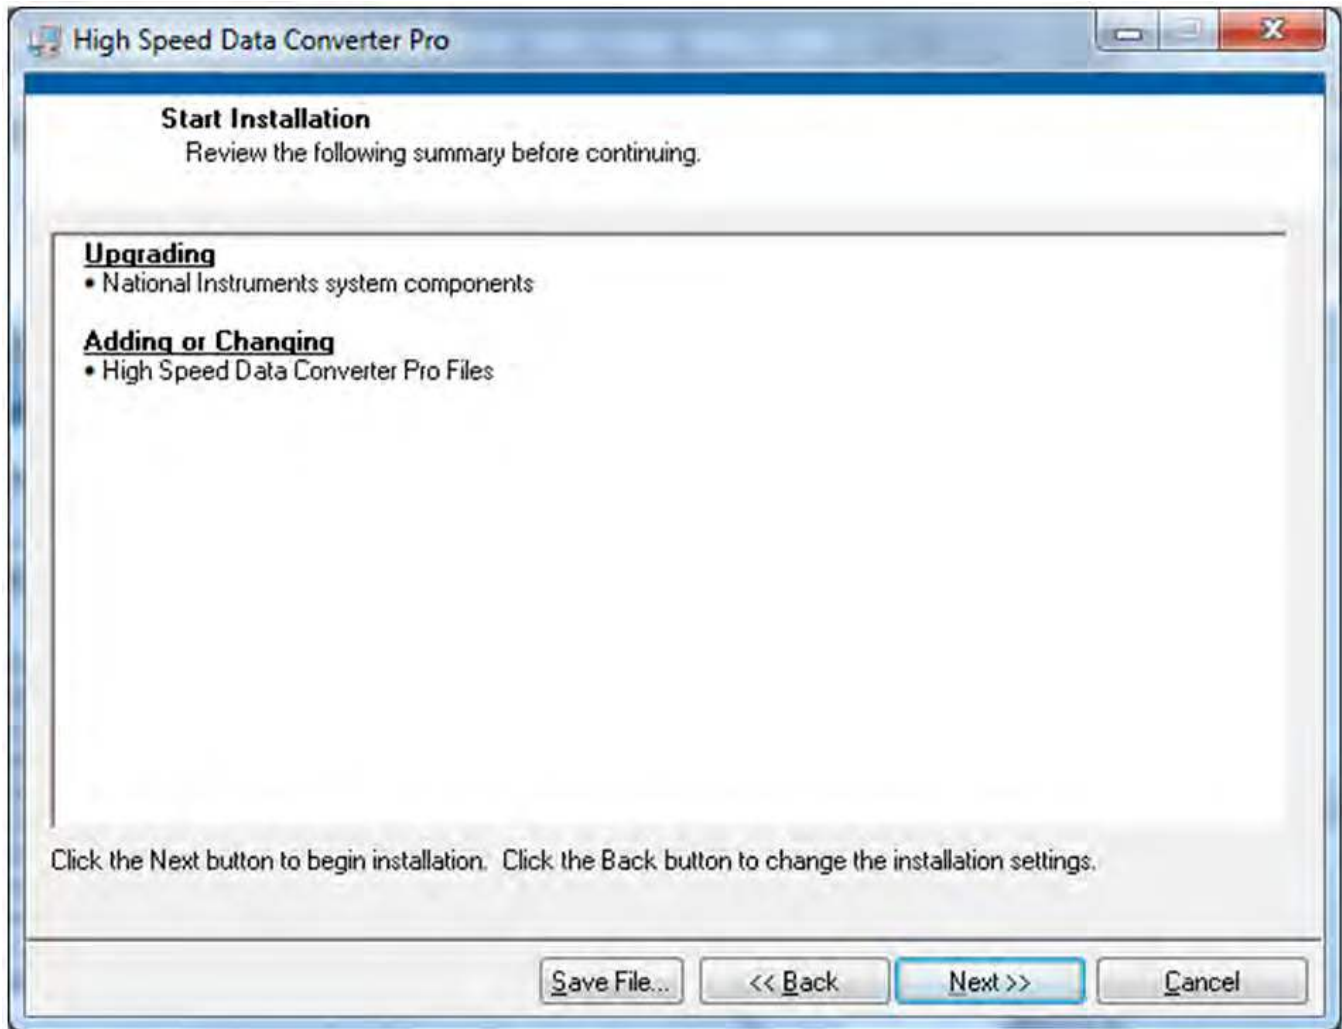 High Speed Data Converter Pro
Start Installation
Review the following summary before continuing.
Upgrading
• National Instruments system components
Adding or Changing
• High Speed Data Converter Pro Files
Click the Next button to begin installation. Click the Back button to change the installation settings.
Save File... << Back Next >> Cancel